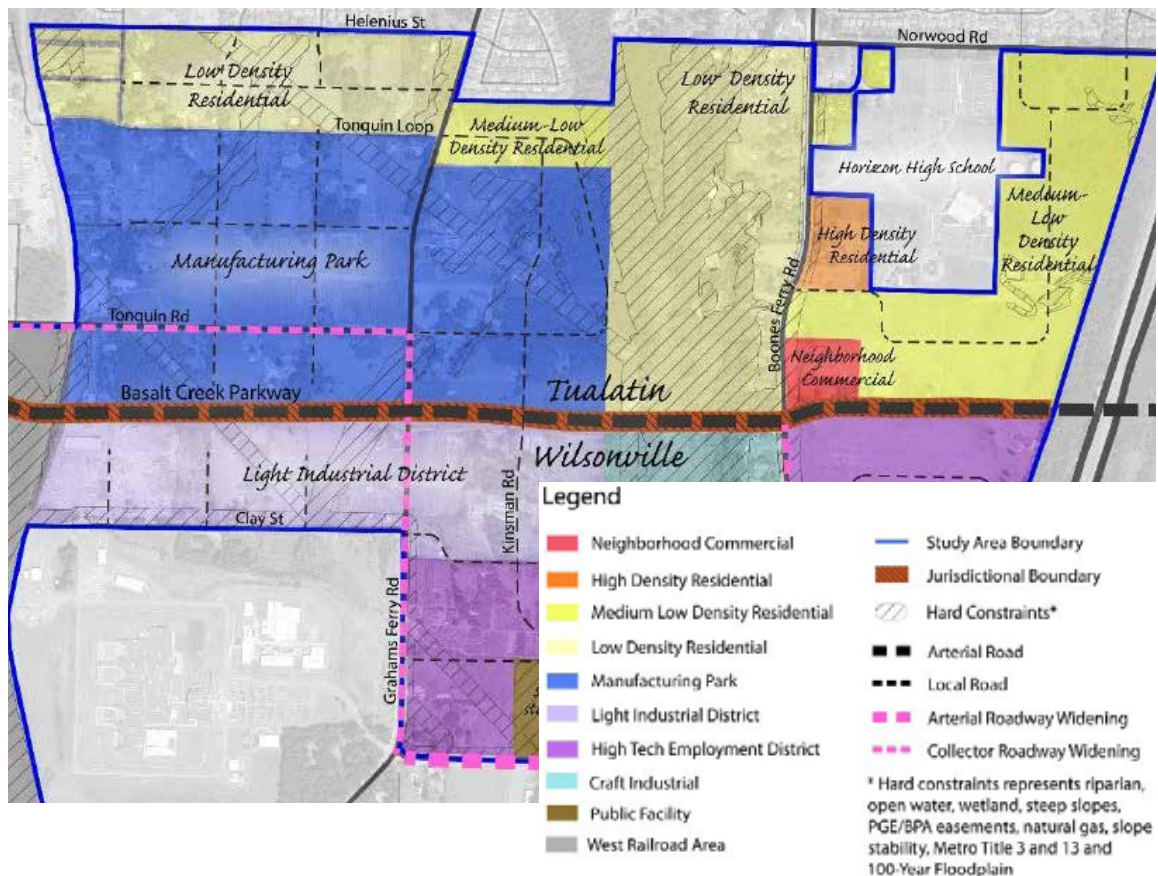 Helenius St
Norwood Rd
Low Density
Residential
Low Density
Residential
Tonquin Loop
Medium-Low
Density Residential
Horizon High School
Medium-
Low
Density
Residential
High Density
Residential
Manufacturing Park
Boones Ferry Rd
Tonquin Rd
Neighborhood
Commercial
Basalt Creek Parkway
Tualatin
Wilsonville
Light Industrial District
Kinsman Rd
Clay St
Grahams Ferry Rd
Legend
Neighborhood Commercial
High Density Residential
Medium Low Density Residential
Low Density Residential
Manufacturing Park
Light Industrial District
High Tech Employment District
Craft Industrial
Public Facility
West Railroad Area
Study Area Boundary
Jurisdictional Boundary
Hard Constraints*
Arterial Road
Local Road
Arterial Roadway Widening
Collector Roadway Widening
* Hard constraints represents riparian,
open water, wetland, steep slopes,
PGE/BPA easements, natural gas, slope
stability, Metro Title 3 and 13 and
100-Year Floodplain